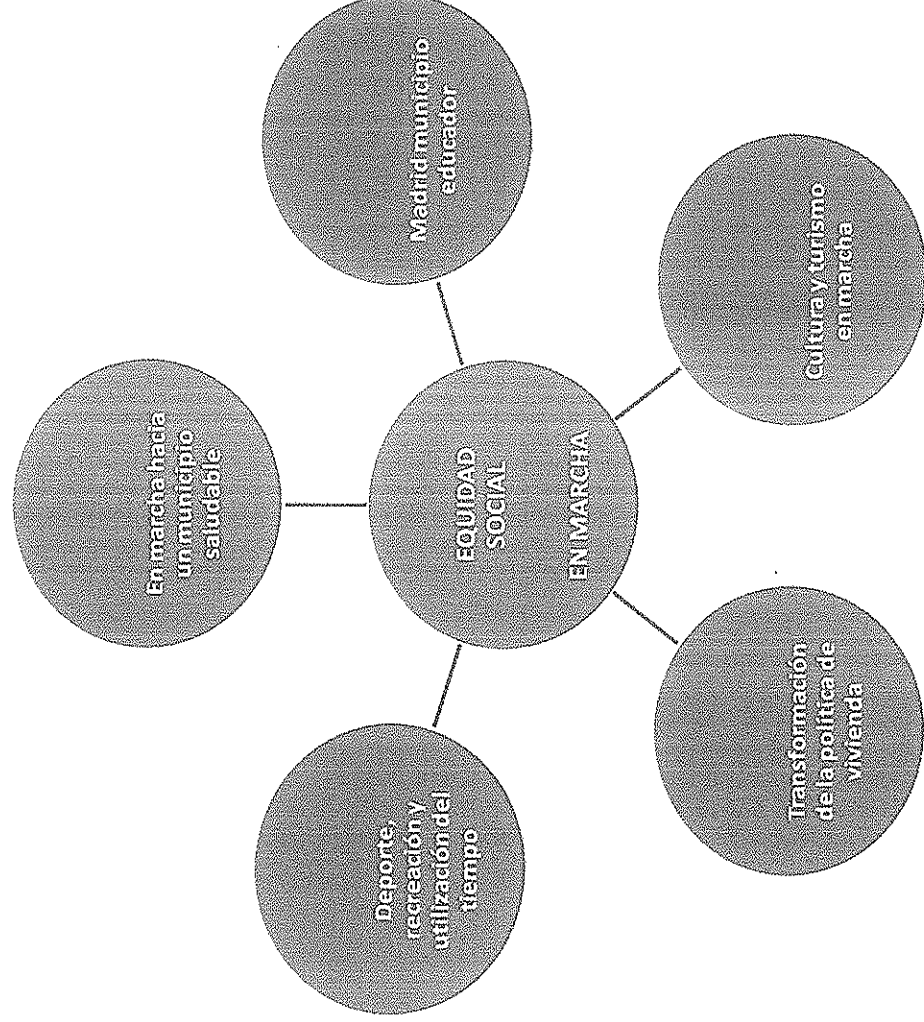 En marcha hacia
un municipio
saludable
Deporte,
recreación y
utilización del
tiempo
Madrid municipio
educador
EQUIDAD
SOCIAL
EN MARCHA
Transformación
de la política de
vivienda
Cultura y turismo
en marcha